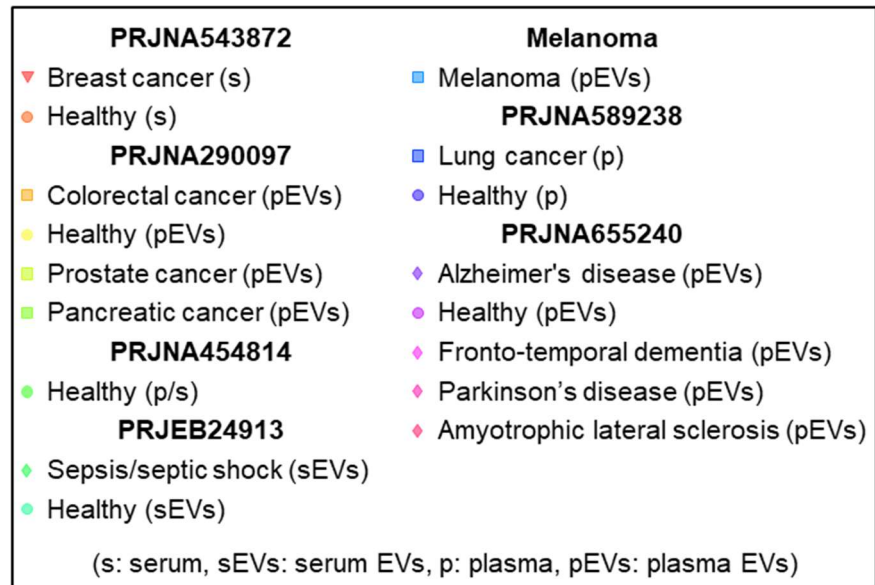 PRJNA543872
Breast cancer (s)
Healthy (s)
PRJNA290097
Colorectal cancer (pEVs)
Healthy (pEVs)
Prostate cancer (pEVs)
Pancreatic cancer (pEVs)
PRJNA454814
Healthy (p/s)
PRJEB24913
Sepsis/septic shock (sEVs)
Healthy (sEVs)
Melanoma
Melanoma (pEVs)
PRJNA589238
Lung cancer (p)
Healthy (p)
PRJNA655240
Alzheimer's disease (pEVs)
Healthy (pEVs)
Fronto-temporal dementia (pEVs)
Parkinson’s disease (pEVs)
Amyotrophic lateral sclerosis (pEVs)
(s: serum, sEVs: serum EVs, p: plasma, pEVs: plasma EVs)